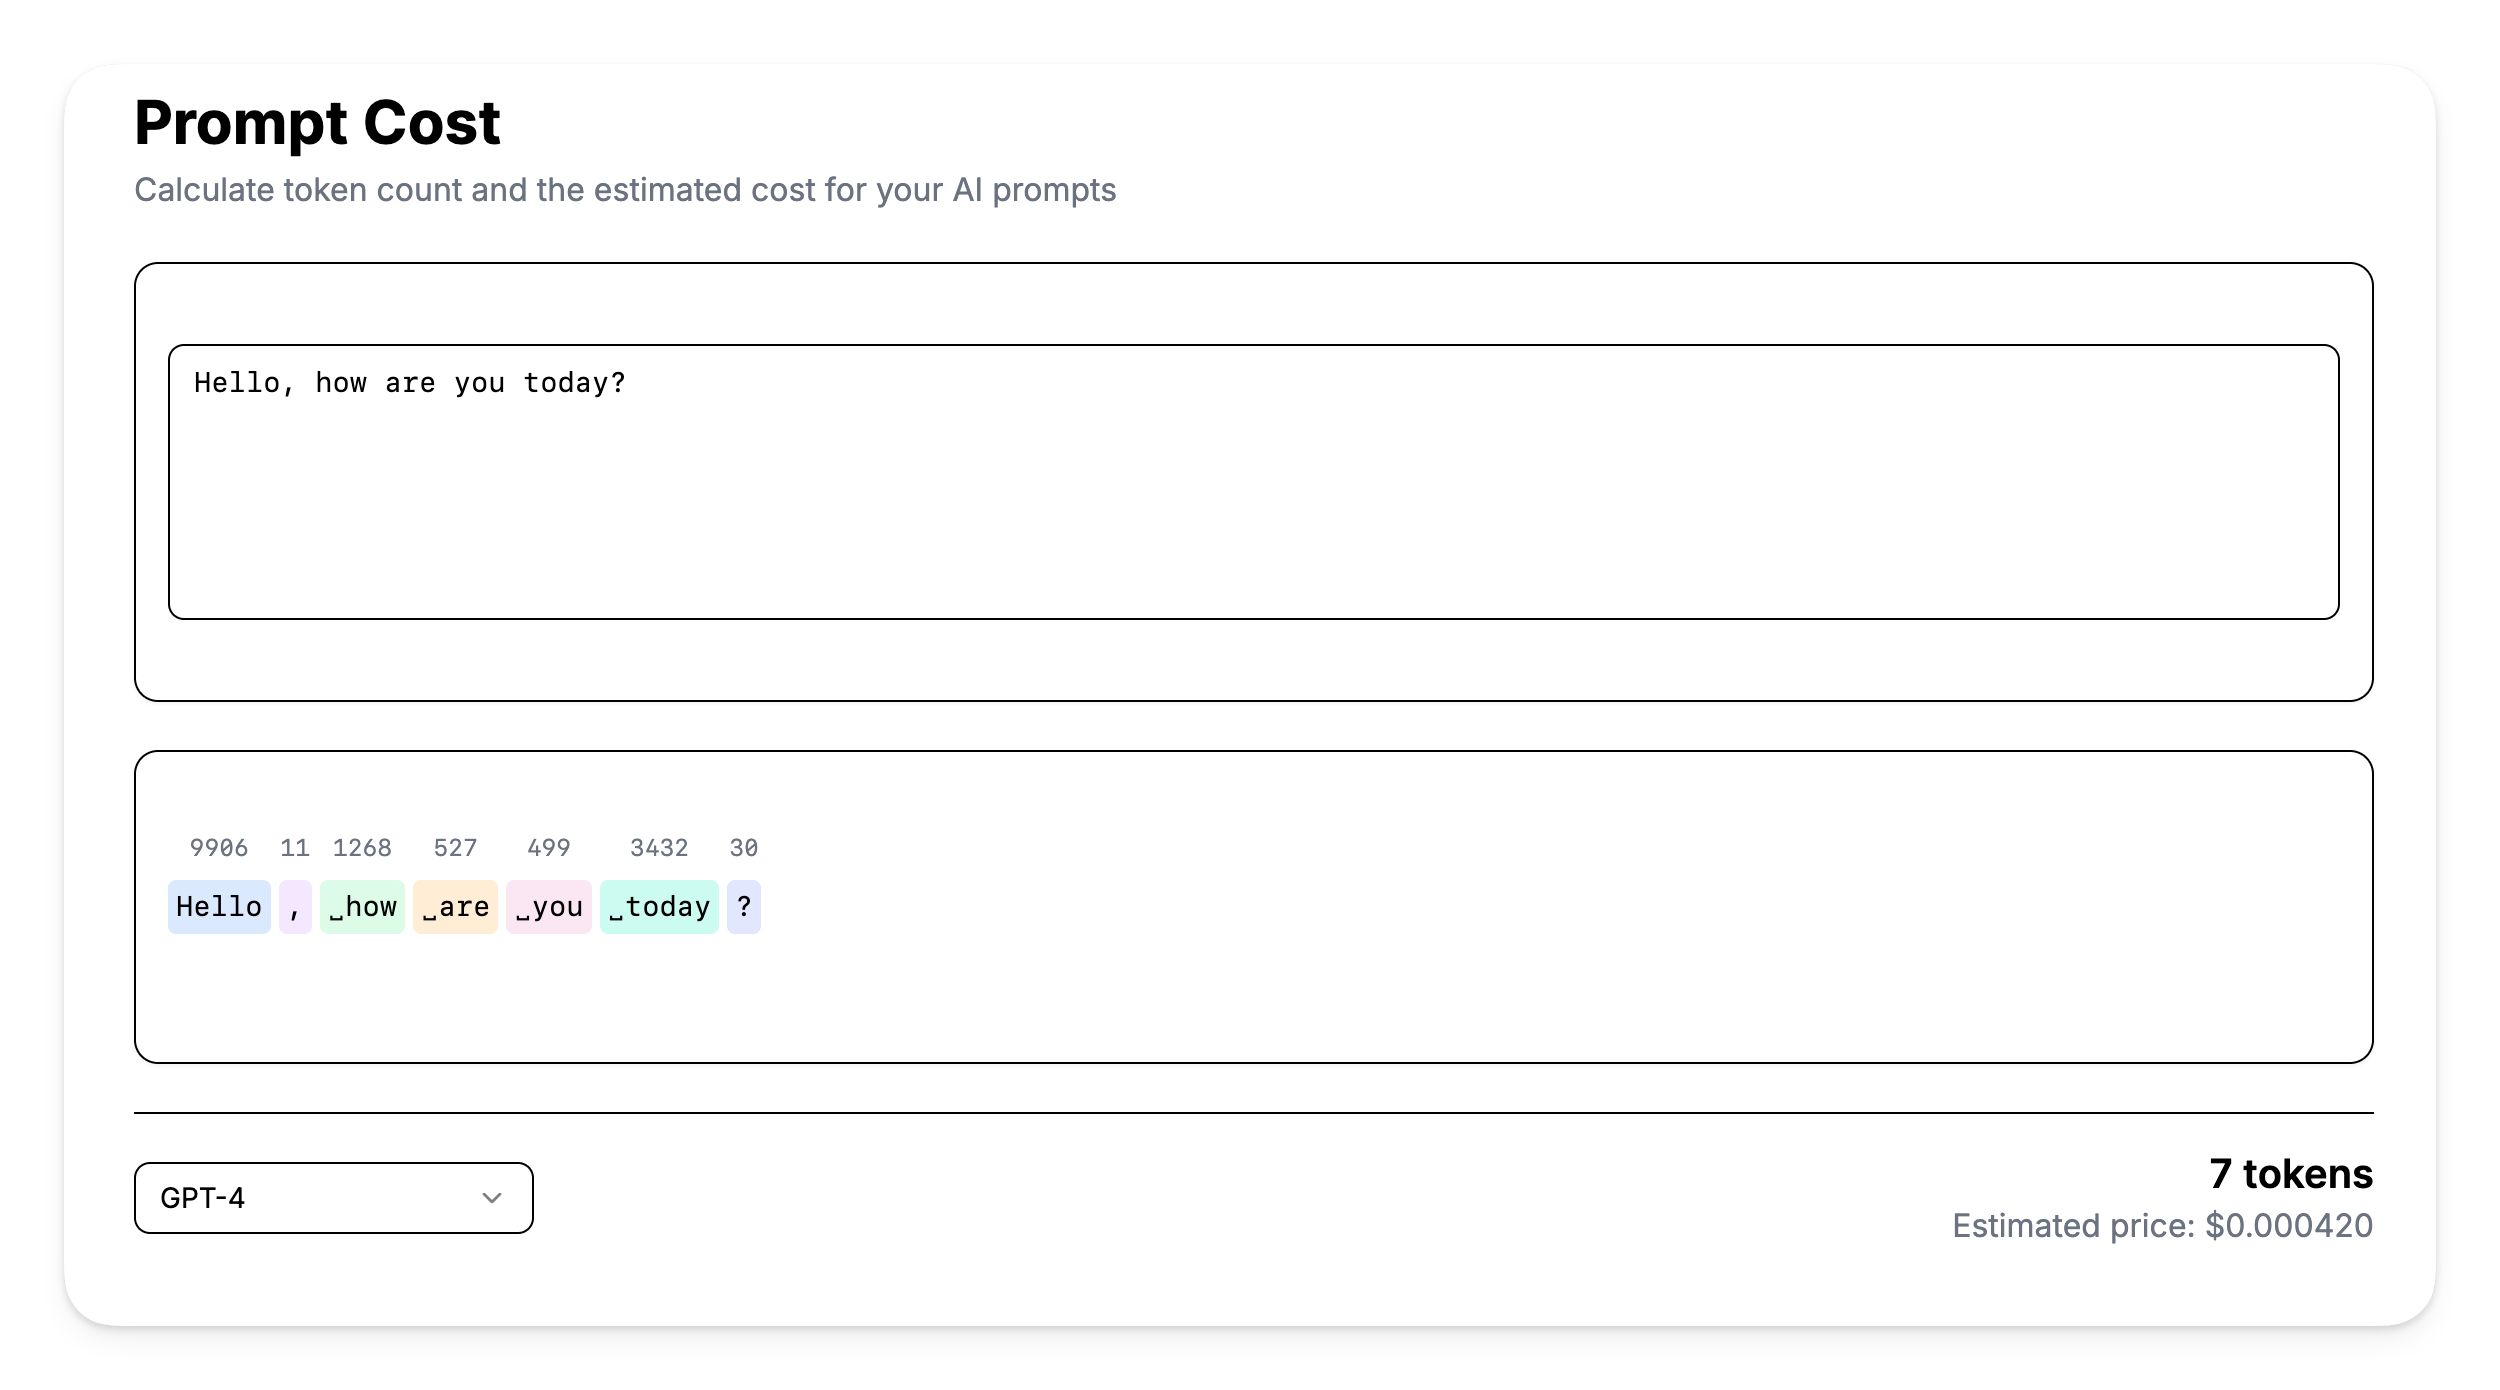 Prompt Cost
Calculate token count and the estimated cost for your AI prompts
Hello, how are you today?
9906 11 1268 527 499 3432 30
Hello , ␣how ␣are ␣you ␣today ?
GPT-4
7 tokens
Estimated price: $0.000420